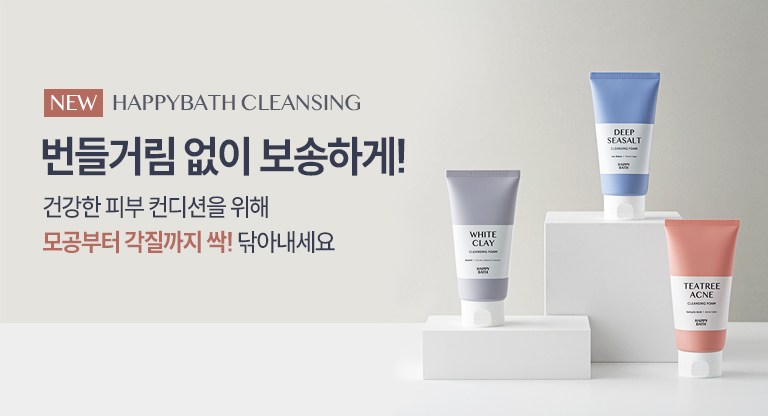 NEW HAPPYBATH CLEANSING
번들거림 없이 보송하게!
건강한 피부 컨디션을 위해
모공부터 각질까지 싹! 닦아내세요
DEEP
SEASALT
CLEANSING FOAM
HAPPY
BATH
WHITE
CLAY
CLEANSING FOAM
HAPPY
BATH
TEATREE
ACNE
CLEANSING FOAM
HAPPY
BATH